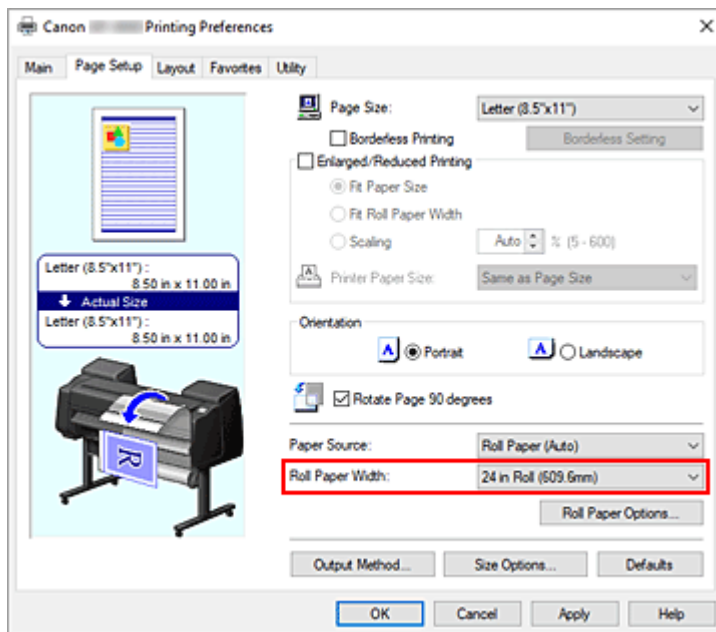 Canon Printing Preferences
Main Page Setup Layout Favorites Utility
Page Size: Letter (8.5"x11")
Borderless Printing Borderless Setting
Enlarged/Reduced Printing
Fit Paper Size
Fit Roll Paper Width
Scaling Auto % (5 - 600)
Printer Paper Size: Same as Page Size
Letter (8.5"x11") :
8.50 in x 11.00 in
Actual Size
Letter (8.5"x11") :
8.50 in x 11.00 in
Orientation
A Portrait A Landscape
Rotate Page 90 degrees
R
Paper Source: Roll Paper (Auto)
Roll Paper Width: 24 in Roll (609.6mm)
Roll Paper Options...
Output Method... Size Options... Defaults
OK Cancel Apply Help